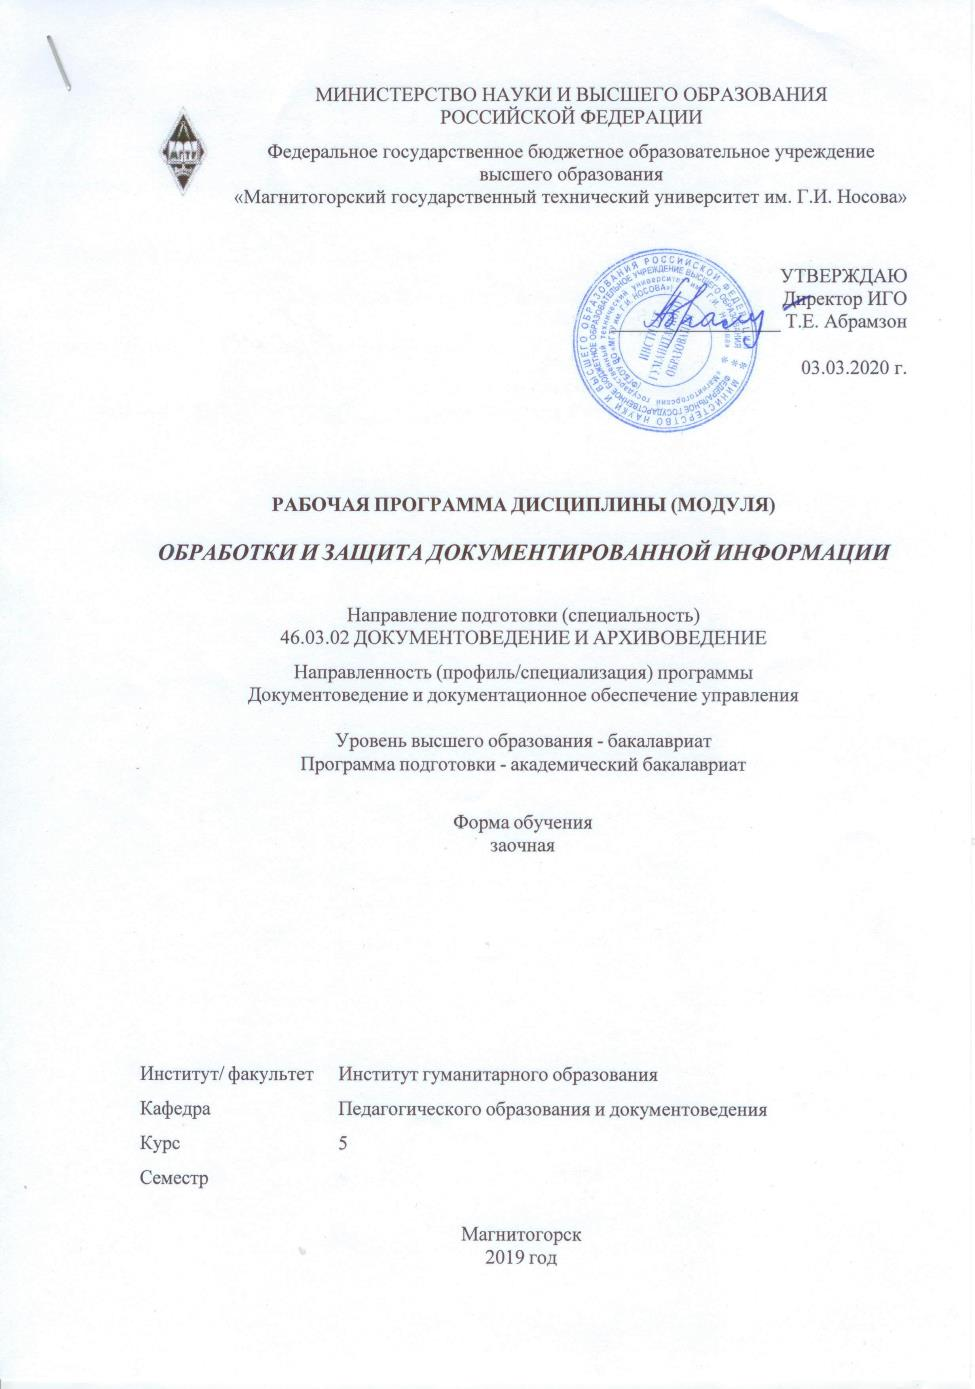 МИНИСТЕРСТВО НАУКИ И ВЫСШЕГО ОБРАЗОВАНИЯ
РОССИЙСКОЙ ФЕДЕРАЦИИ
МГТУ
Федеральное государственное бюджетное образовательное учреждение
высшего образования
«Магнитогорский государственный технический университет им. Г.И. Носова»
УТВЕРЖДАЮ
Директор ИГО
Т.Е. Абрамзон
03.03.2020 г.
РАБОЧАЯ ПРОГРАММА ДИСЦИПЛИНЫ (МОДУЛЯ)
ОБРАБОТКИ И ЗАЩИТА ДОКУМЕНТИРОВАННОЙ ИНФОРМАЦИИ
Направление подготовки (специальность)
46.03.02 ДОКУМЕНТОВЕДЕНИЕ И АРХИВОВЕДЕНИЕ
Направленность (профиль/специализация) программы
Документоведение и документационное обеспечение управления
Уровень высшего образования - бакалавриат
Программа подготовки - академический бакалавриат
Форма обучения
заочная
Институт/ факультет Институт гуманитарного образования
Кафедра Педагогического образования и документоведения
Курс 5
Семестр
Магнитогорск
2019 год